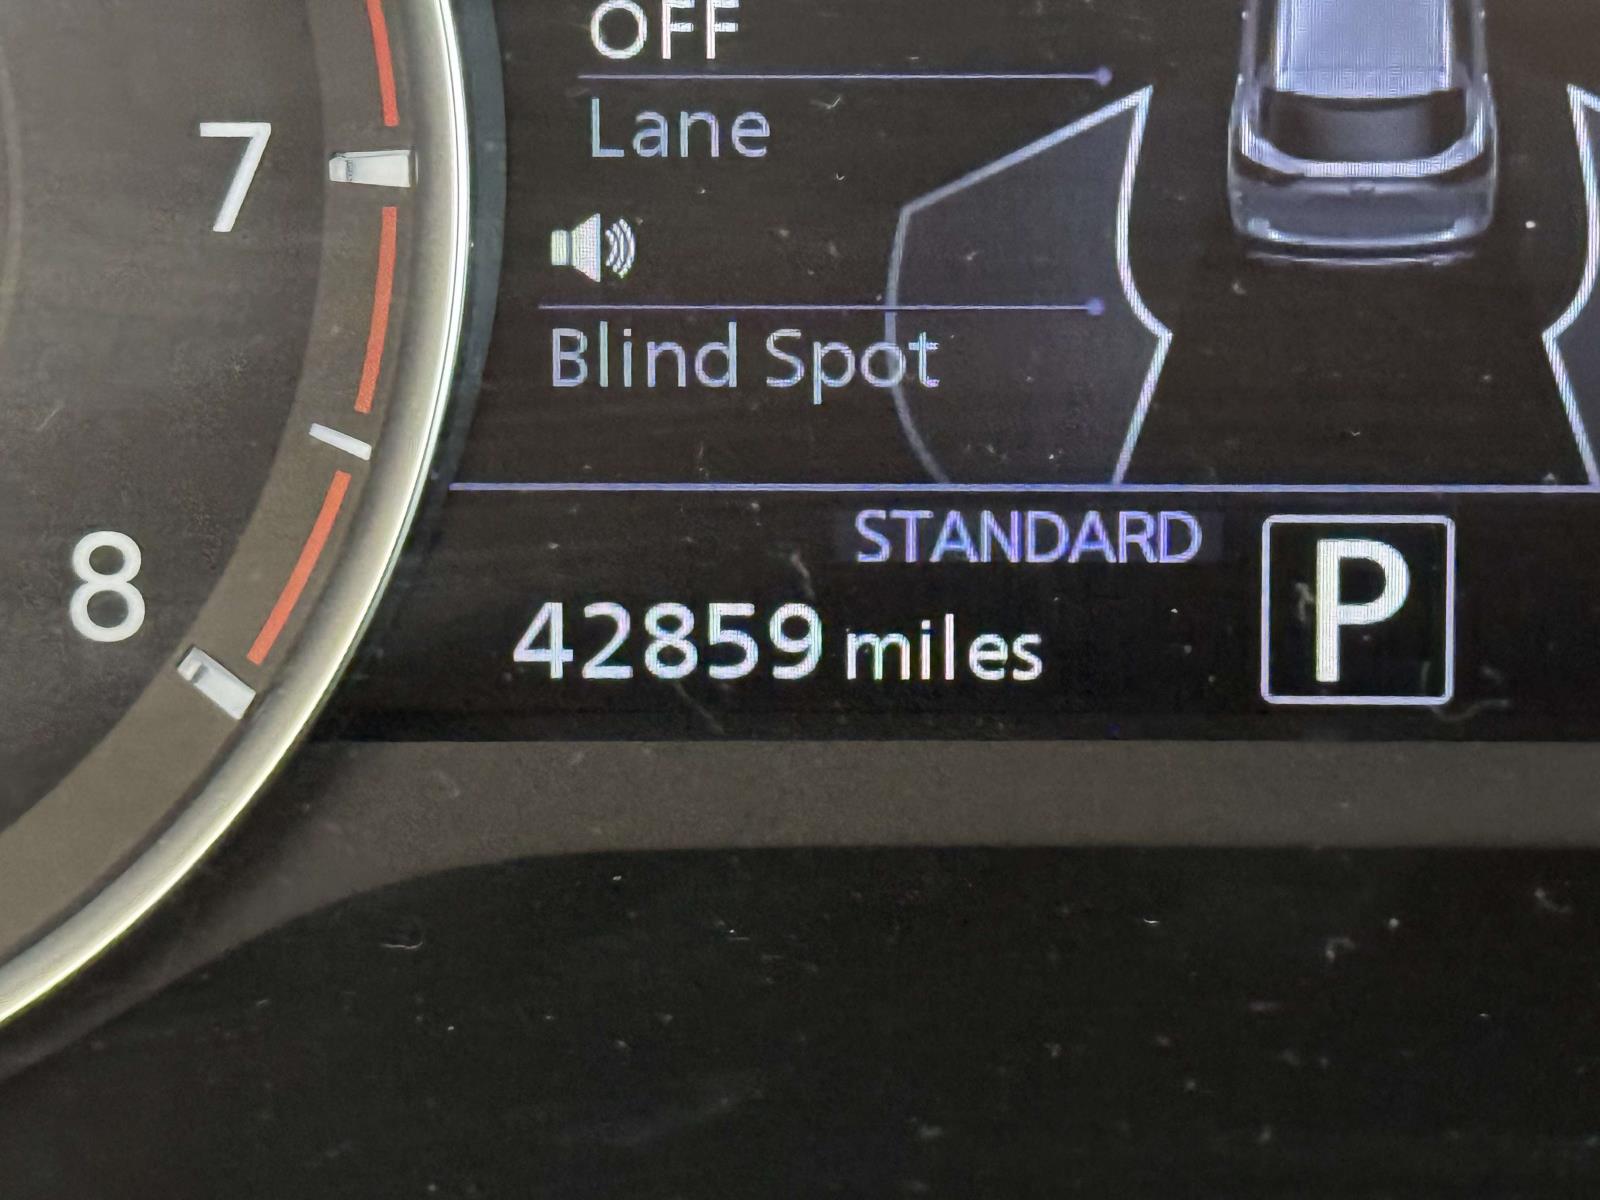 OFF
Lane
7
Blind Spot
STANDARD
P
8
42859 miles